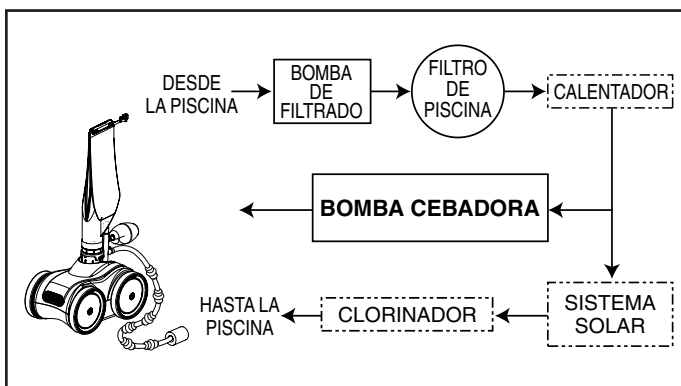 DESDE
LA PISCINA
BOMBA
DE
FILTRADO
FILTRO
DE
PISCINA
CALENTADOR
BOMBA CEBADORA
HASTA LA
PISCINA
CLORINADOR
SISTEMA
SOLAR